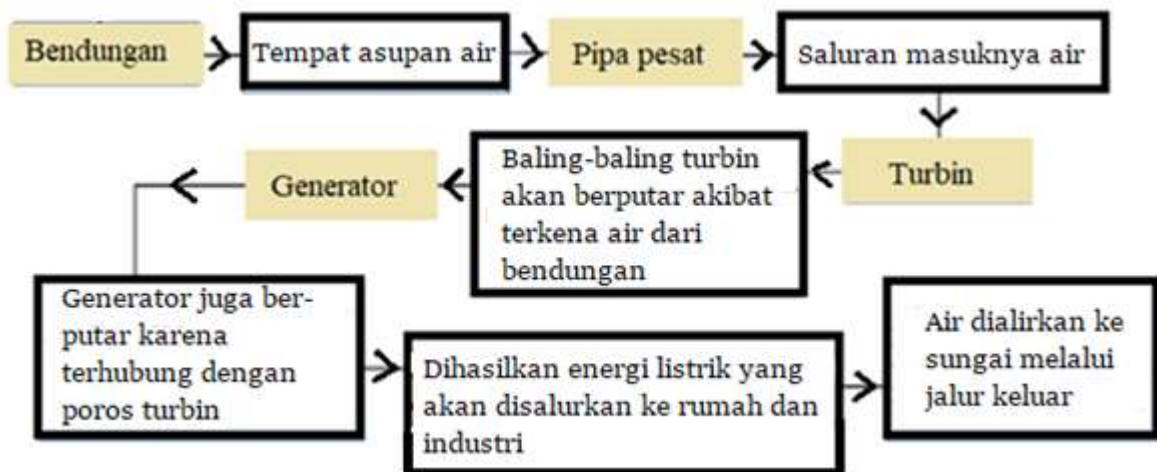 Bendungan
Tempat asupan air
Pipa pesat
Saluran masuknya air
Turbin
Baling-baling turbin
akan berputar akibat
terkena air dari
bendungan
Generator
Generator juga ber-
putar karena
terhubung dengan
poros turbin
Dihasilkan energi listrik yang
akan disalurkan ke rumah dan
industri
Air dialirkan ke
sungai melalui
jalur keluar